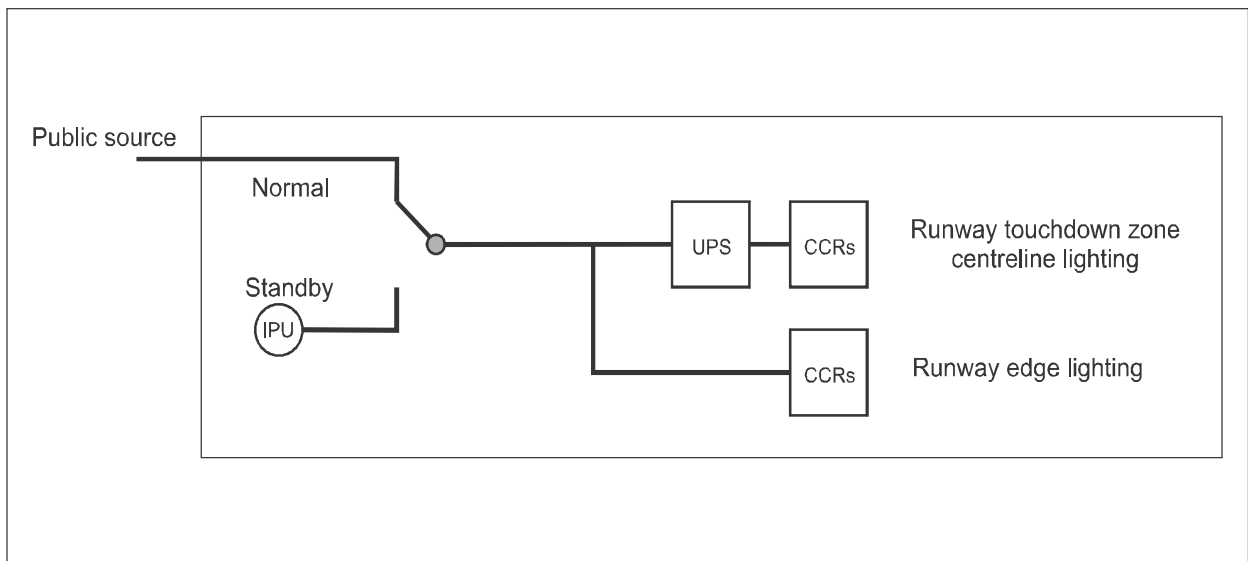 Public source
Normal
Standby
IPU
UPS
CCRs
Runway touchdown zone
centreline lighting
CCRs
Runway edge lighting